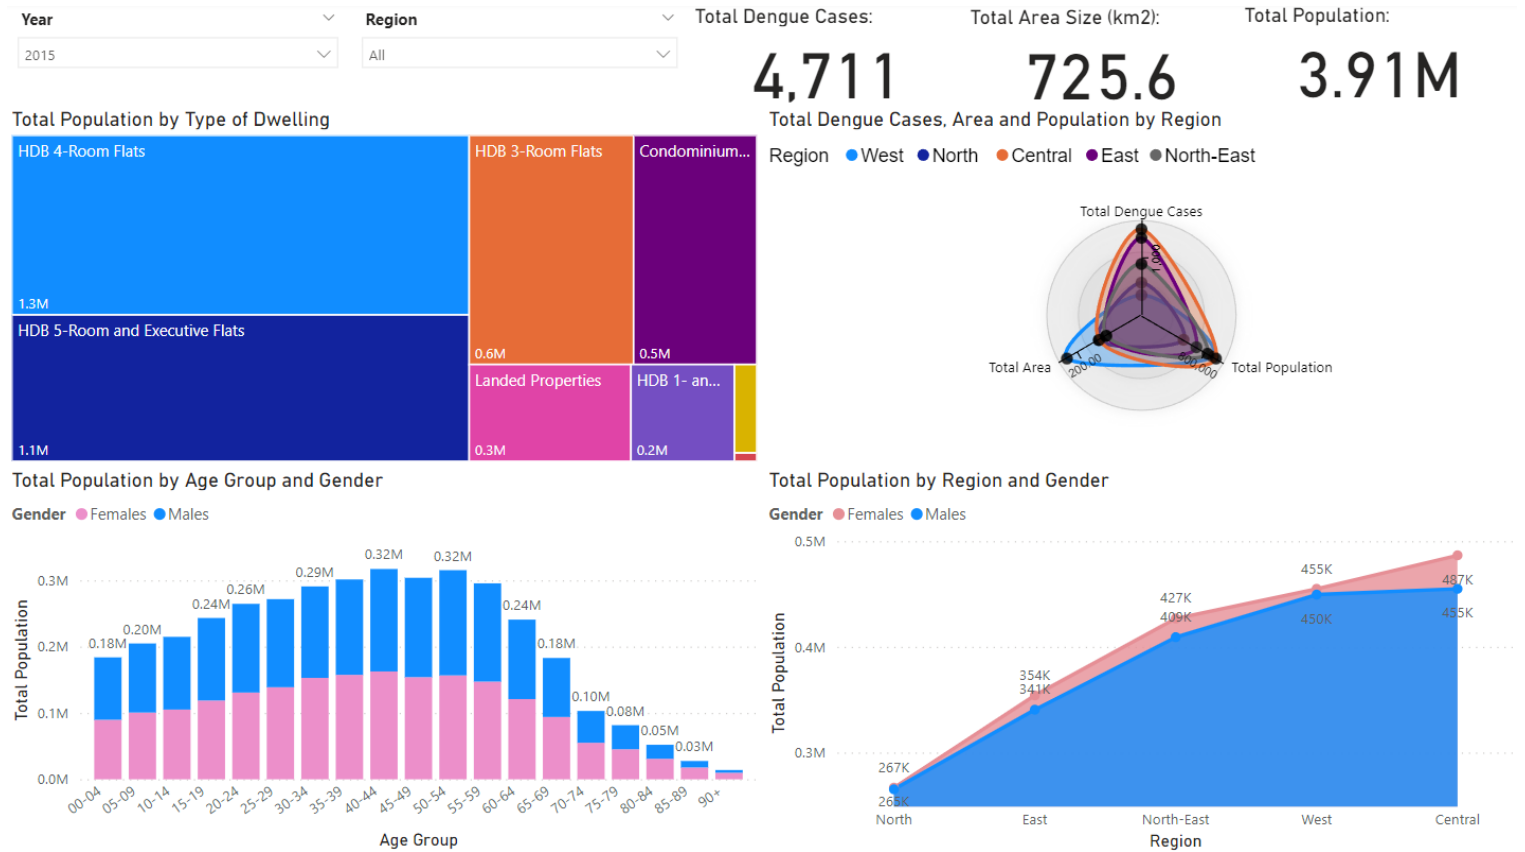 Year
2015
Region
All
Total Dengue Cases:
4,711
Total Area Size (km2):
725.6
Total Population:
3.91M
Total Population by Type of Dwelling
HDB 4-Room Flats
1.3M
HDB 5-Room and Executive Flats
1.1M
HDB 3-Room Flats
0.6M
Condominium...
0.5M
Landed Properties
0.3M
HDB 1- an...
0.2M
Total Dengue Cases, Area and Population by Region
Region West North Central East North-East
Total Dengue Cases
1,000
Total Area
200.00
800,000
Total Population
Total Population by Age Group and Gender
Gender Females Males
Total Population
0.3M
0.2M
0.1M
0.0M
0.18M
0.20M
0.24M
0.26M
0.29M
0.32M
0.32M
0.24M
0.18M
0.10M
0.08M
0.05M
0.03M
00-04 05-09 10-14 15-19 20-24 25-29 30-34 35-39 40-44 45-49 50-54 55-59 60-64 65-69 70-74 75-79 80-84 85-89 90+
Age Group
Total Population by Region and Gender
Gender Females Males
Total Population
0.5M
0.4M
0.3M
267K
265K
354K
341K
427K
409K
455K
450K
487K
455K
North East North-East West Central
Region